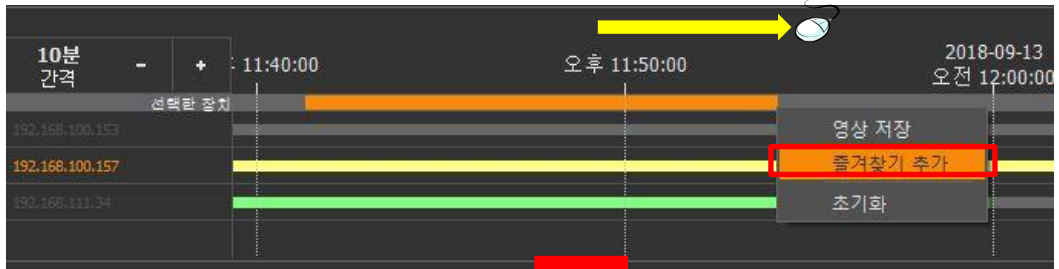 10분
간격
-
+
11:40:00
오후 11:50:00
2018-09-13
오전 12:00:00
선택한 장치
192.168.100.153
192.168.100.157
192.168.111.34
영상 저장
즐겨찾기 추가
초기화